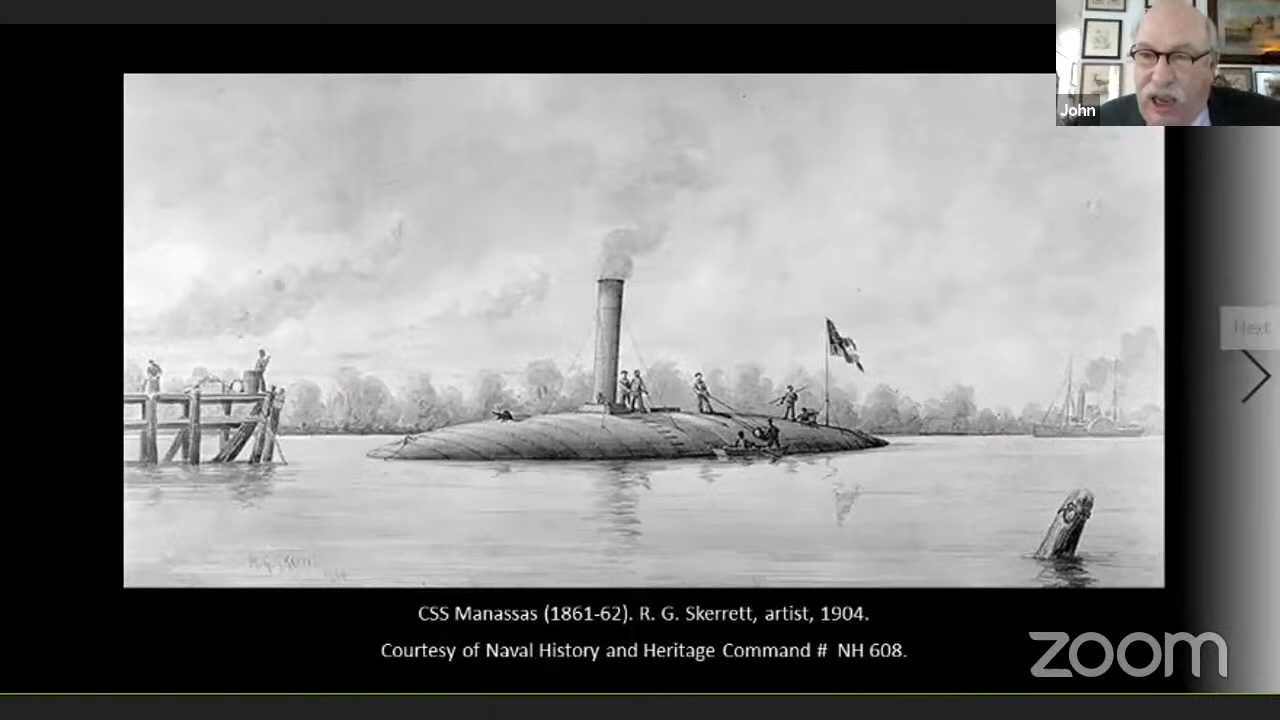 John
Next
CSS Manassas (1861-62). R. G. Skerrett, artist, 1904.
Courtesy of Naval History and Heritage Command # NH 608.
zoom